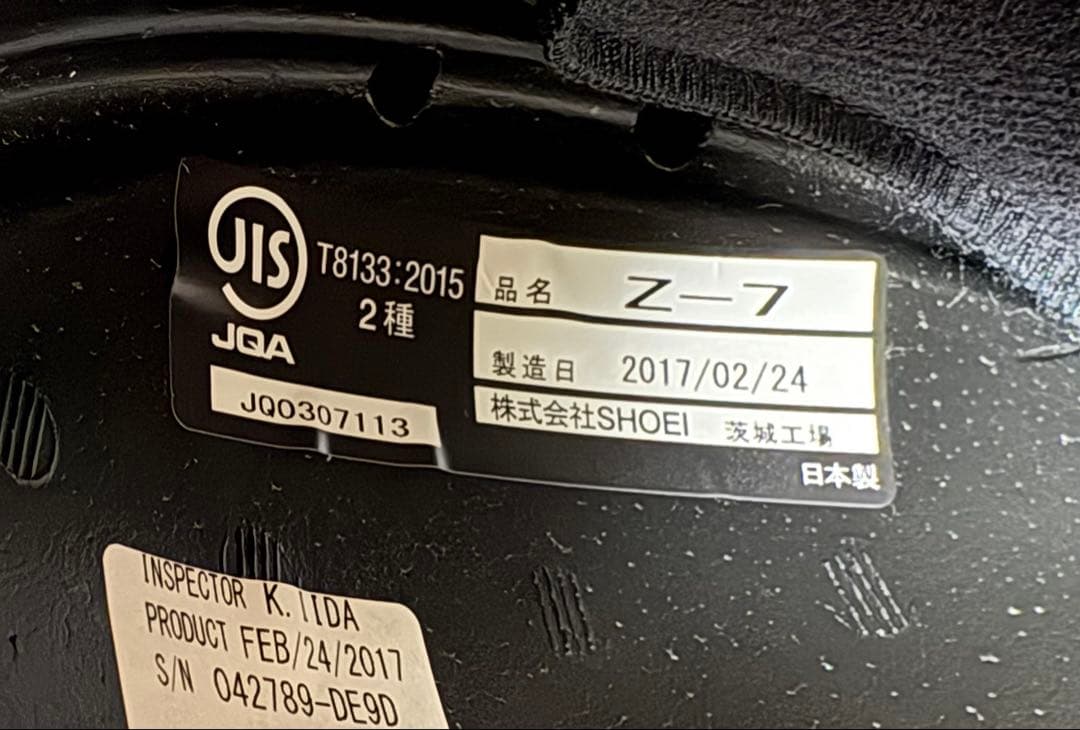 JIS
JQA
T8133:2015
2種
JQ0307113
品名 Z-7
製造日 2017/02/24
株式会社SHOEI 茨城工場
日本製
INSPECTOR K.IIDA
PRODUCT FEB/24/2017
S/N 042789-DE9D